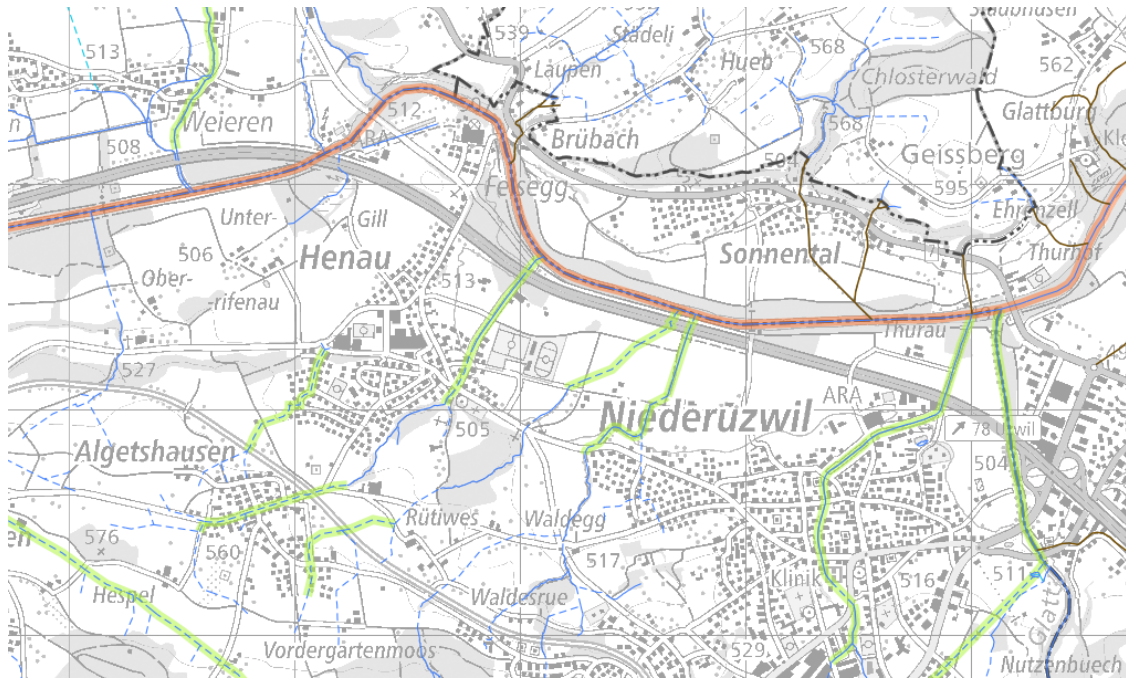 Stadhusen
539
Städeli
568
562
513
Laupen
Hueb
Chlosterwald
512
Glattburg
Weieren
ARA
Brübach
568
508
504
Geissberg
Felsegg
595
Unter-
Gill
Ehrenzell
506
Henau
Sonnental
Thurhof
Ober-
513
-rifenau
Thurau
527
ARA
Niederuzwil
78 Uzwil
505
Algetshausen
504
Rütiwes
Waldegg
576
560
517
Klinik
516
511
Hespel
Waldesrue
Glatt
Vordergartenmoos
529
Nutzenbuech